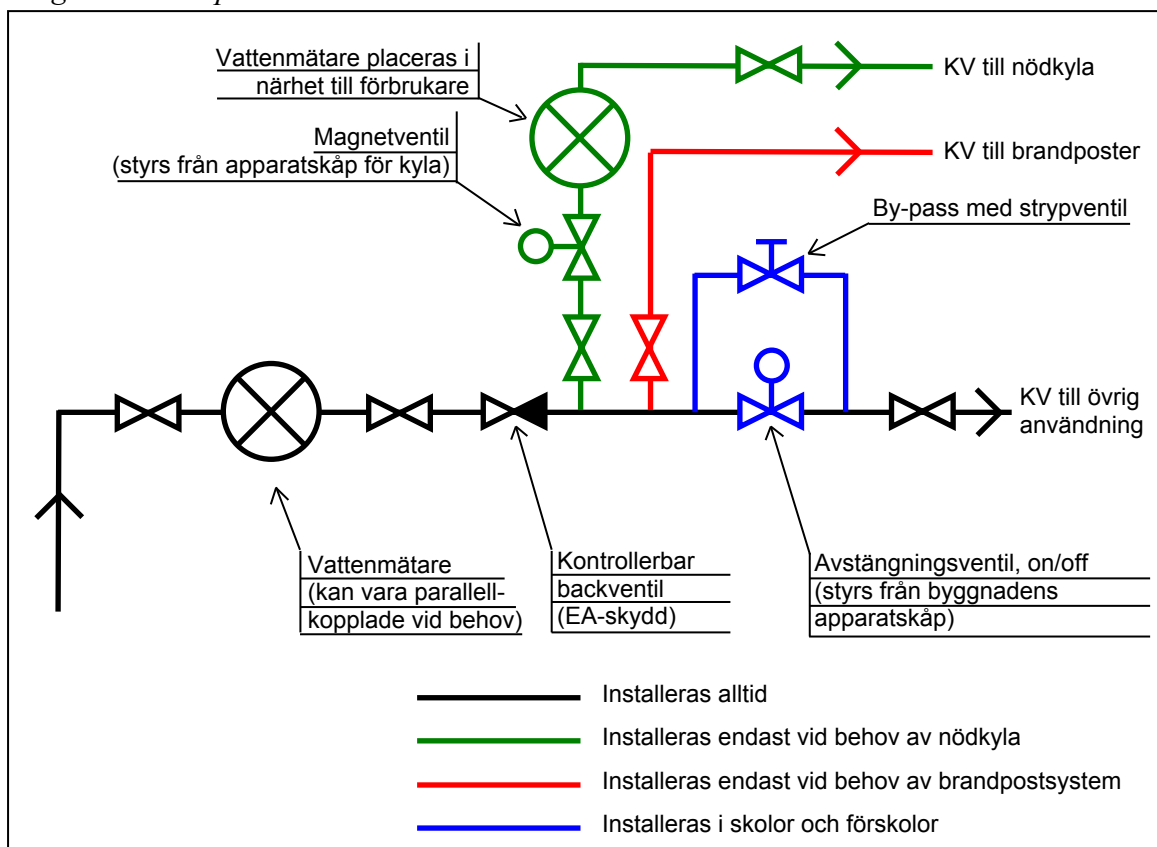 Vattenmätare placeras i
närhet till förbrukare
Magnetventil
(styrs från apparatskåp för kyla)
KV till nödkyla
KV till brandposter
By-pass med strypventil
KV till övrig
användning
Vattenmätare
(kan vara parallell-
kopplade vid behov)
Kontrollerbar
backventil
(EA-skydd)
Avstängningsventil, on/off
(styrs från byggnadens
apparatskåp)
Installeras alltid
Installeras endast vid behov av nödkyla
Installeras endast vid behov av brandpostsystem
Installeras i skolor och förskolor